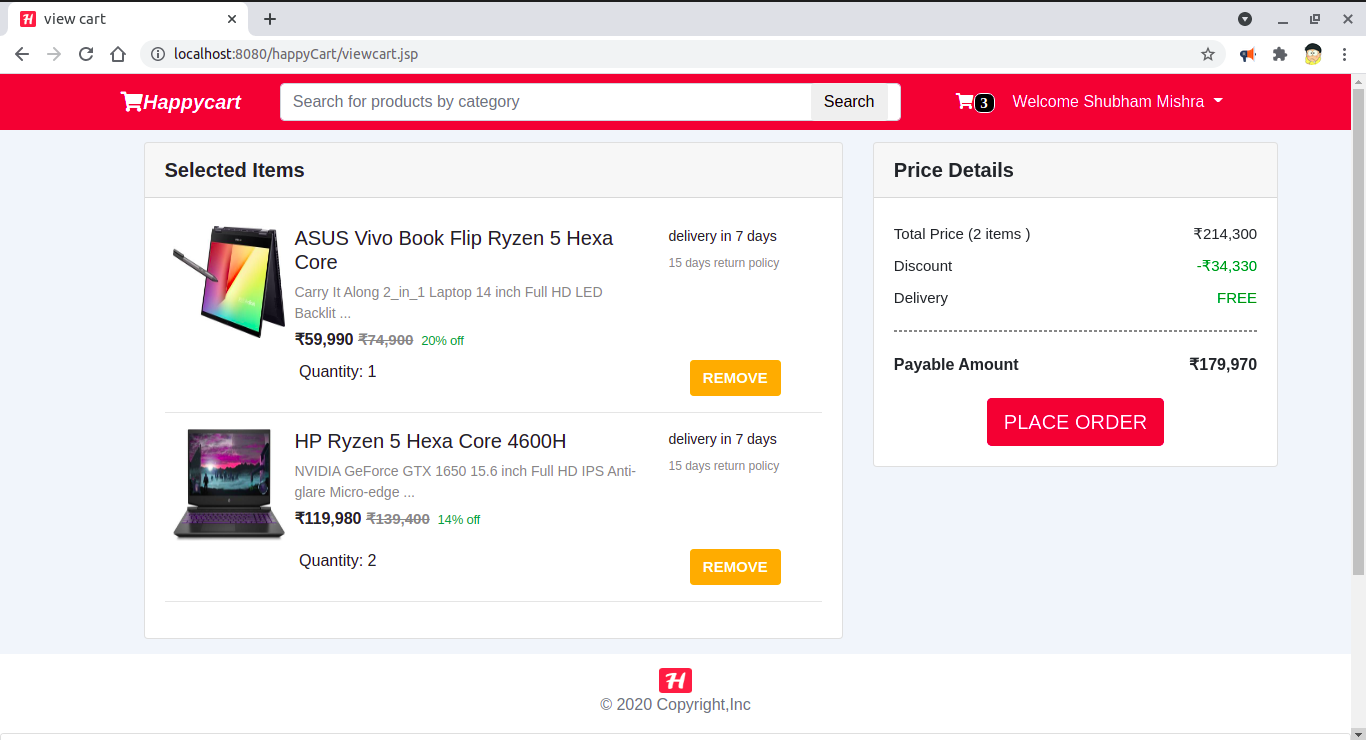 view cart
localhost:8080/happyCart/viewcart.jsp
Happycart
Search for products by category
Search
3
Welcome Shubham Mishra
Selected Items
ASUS Vivo Book Flip Ryzen 5 Hexa
Core
Carry It Along 2_in_1 Laptop 14 inch Full HD LED
Backlit ...
₹59,990 ₹74,900 20% off
Quantity: 1
delivery in 7 days
15 days return policy
REMOVE
HP Ryzen 5 Hexa Core 4600H
NVIDIA GeForce GTX 1650 15.6 inch Full HD IPS Anti-
glare Micro-edge ...
₹119,980 ₹139,400 14% off
Quantity: 2
delivery in 7 days
15 days return policy
REMOVE
Price Details
Total Price (2 items ) ₹214,300
Discount -₹34,330
Delivery FREE
Payable Amount ₹179,970
PLACE ORDER
H
© 2020 Copyright,Inc